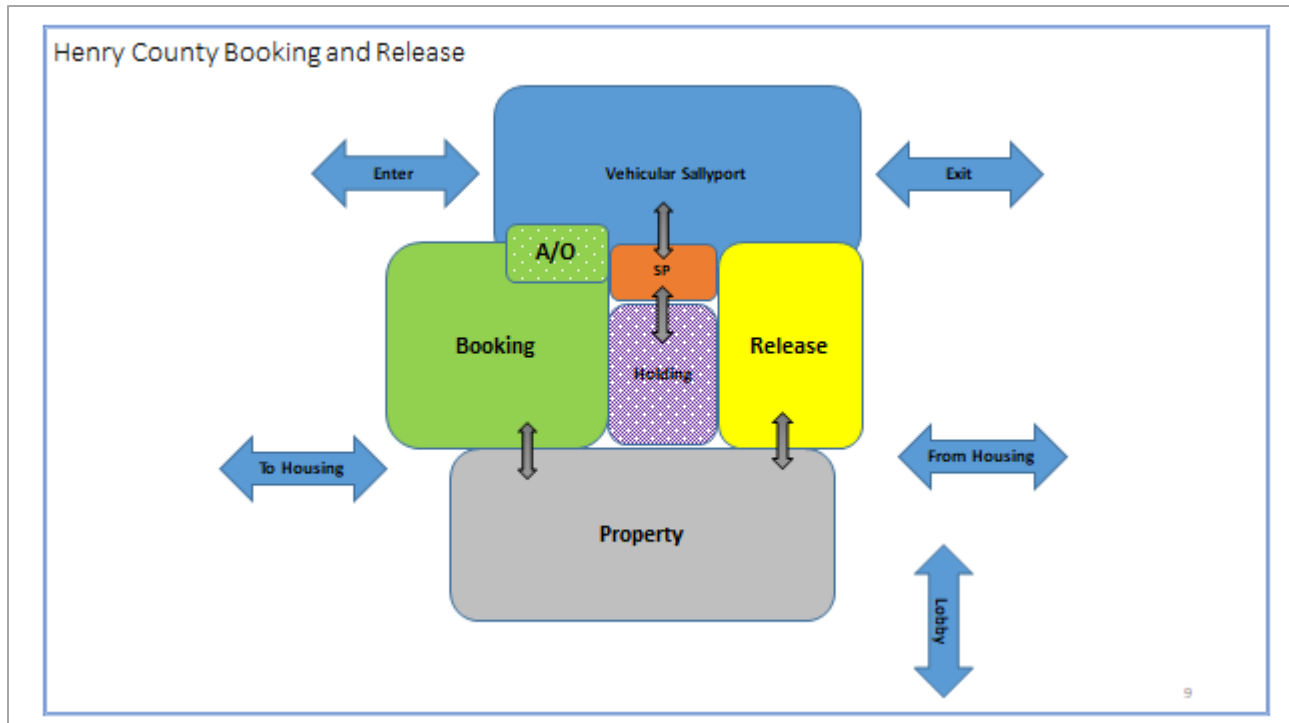 Henry County Booking and Release
Enter
Vehicular Sallyport
Exit
A/O
SP
Booking
Holding
Release
To Housing
From Housing
Property
Lobby
9